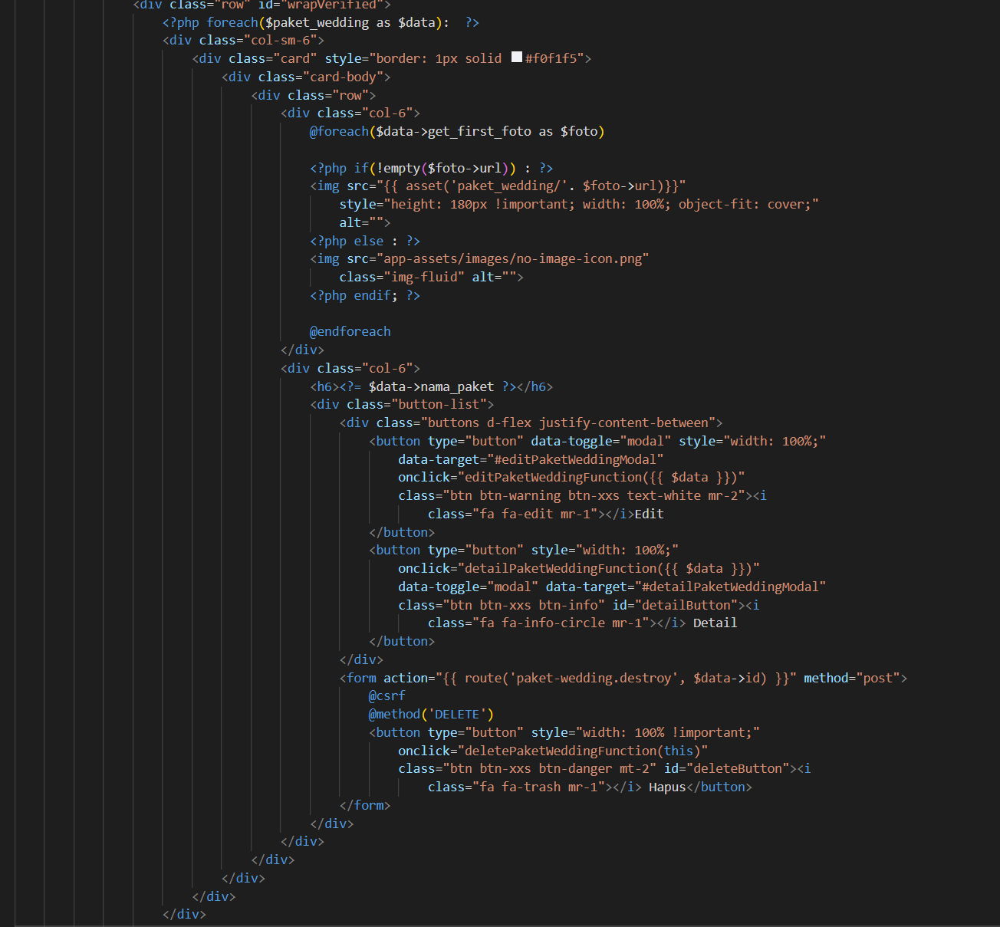 <div class="row" id="wrapVerified">
<?php foreach($paket_wedding as $data):  ?>
<div class="col-sm-6">
<div class="card" style="border: 1px solid #f0f1f5">
<div class="card-body">
<div class="row">
<div class="col-6">
@foreach($data->get_first_foto as $foto)
<?php if(!empty($foto->url)) : ?>
<img src="{{ asset('paket_wedding/'. $foto->url)}}"
style="height: 180px !important; width: 100%; object-fit: cover;"
alt="">
<?php else : ?>
<img src="app-assets/images/no-image-icon.png"
class="img-fluid" alt="">
<?php endif; ?>
@endforeach
</div>
<div class="col-6">
<h6><?= $data->nama_paket ?></h6>
<div class="button-list">
<div class="buttons d-flex justify-content-between">
<button type="button" data-toggle="modal" style="width: 100%;"
data-target="#editPaketWeddingModal"
onclick="editPaketWeddingFunction({{ $data }})"
class="btn btn-warning btn-xxs text-white mr-2"><i
class="fa fa-edit mr-1"></i>Edit
</button>
<button type="button" style="width: 100%;"
onclick="detailPaketWeddingFunction({{ $data }})"
data-toggle="modal" data-target="#detailPaketWeddingModal"
class="btn btn-xxs btn-info" id="detailButton"><i
class="fa fa-info-circle mr-1"></i> Detail
</button>
</div>
<form action="{{ route('paket-wedding.destroy', $data->id) }}" method="post">
@csrf
@method('DELETE')
<button type="button" style="width: 100% !important;"
onclick="deletePaketWeddingFunction(this)"
class="btn btn-xxs btn-danger mt-2" id="deleteButton"><i
class="fa fa-trash mr-1"></i> Hapus</button>
</form>
</div>
</div>
</div>
</div>
</div>
</div>